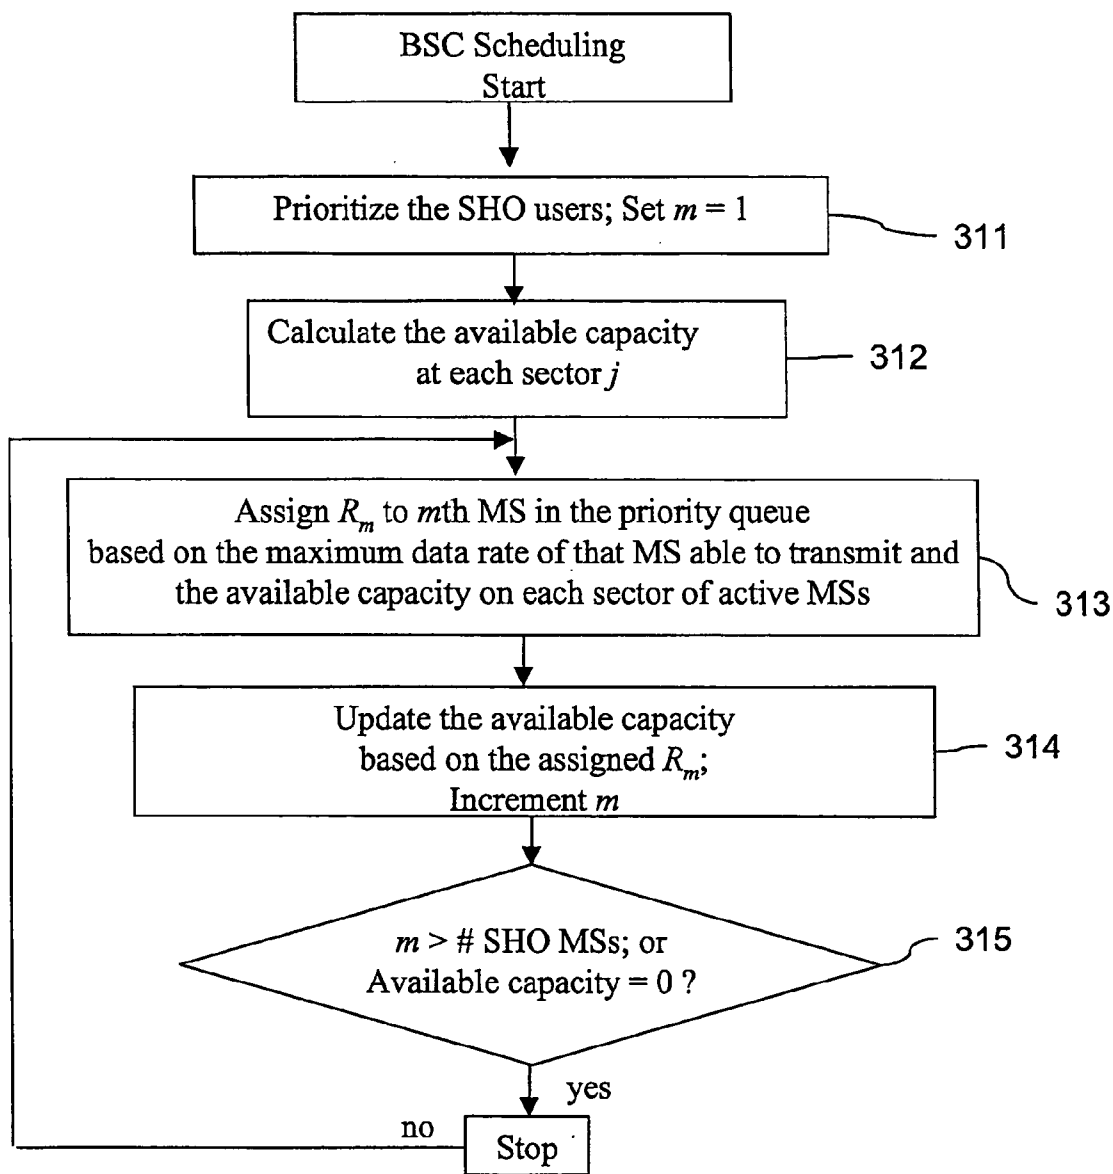 BSC Scheduling
Start
Prioritize the SHO users; Set m = 1
311
Calculate the available capacity
at each sector j
312
Assign R_m to mth MS in the priority queue
based on the maximum data rate of that MS able to transmit and
the available capacity on each sector of active MSs
313
Update the available capacity
based on the assigned R_m;
Increment m
314
m > # SHO MSs; or
Available capacity = 0 ?
315
yes
no
Stop